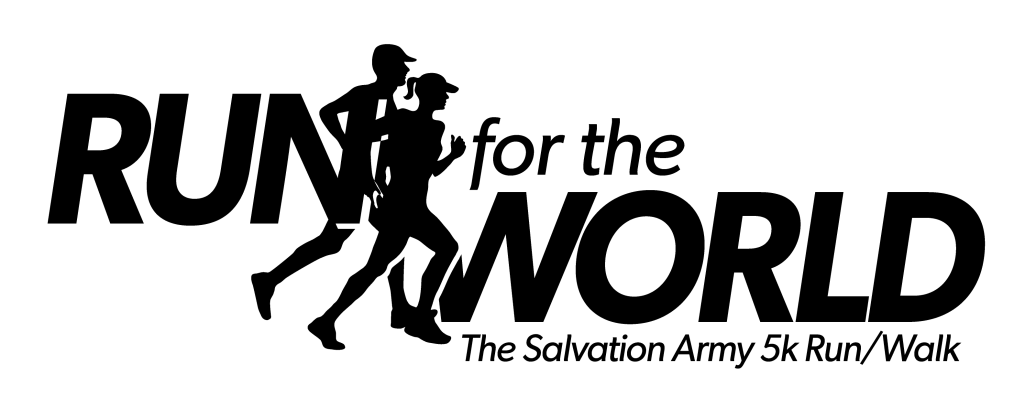 RUN
for the
WORLD
The Salvation Army 5k Run/Walk